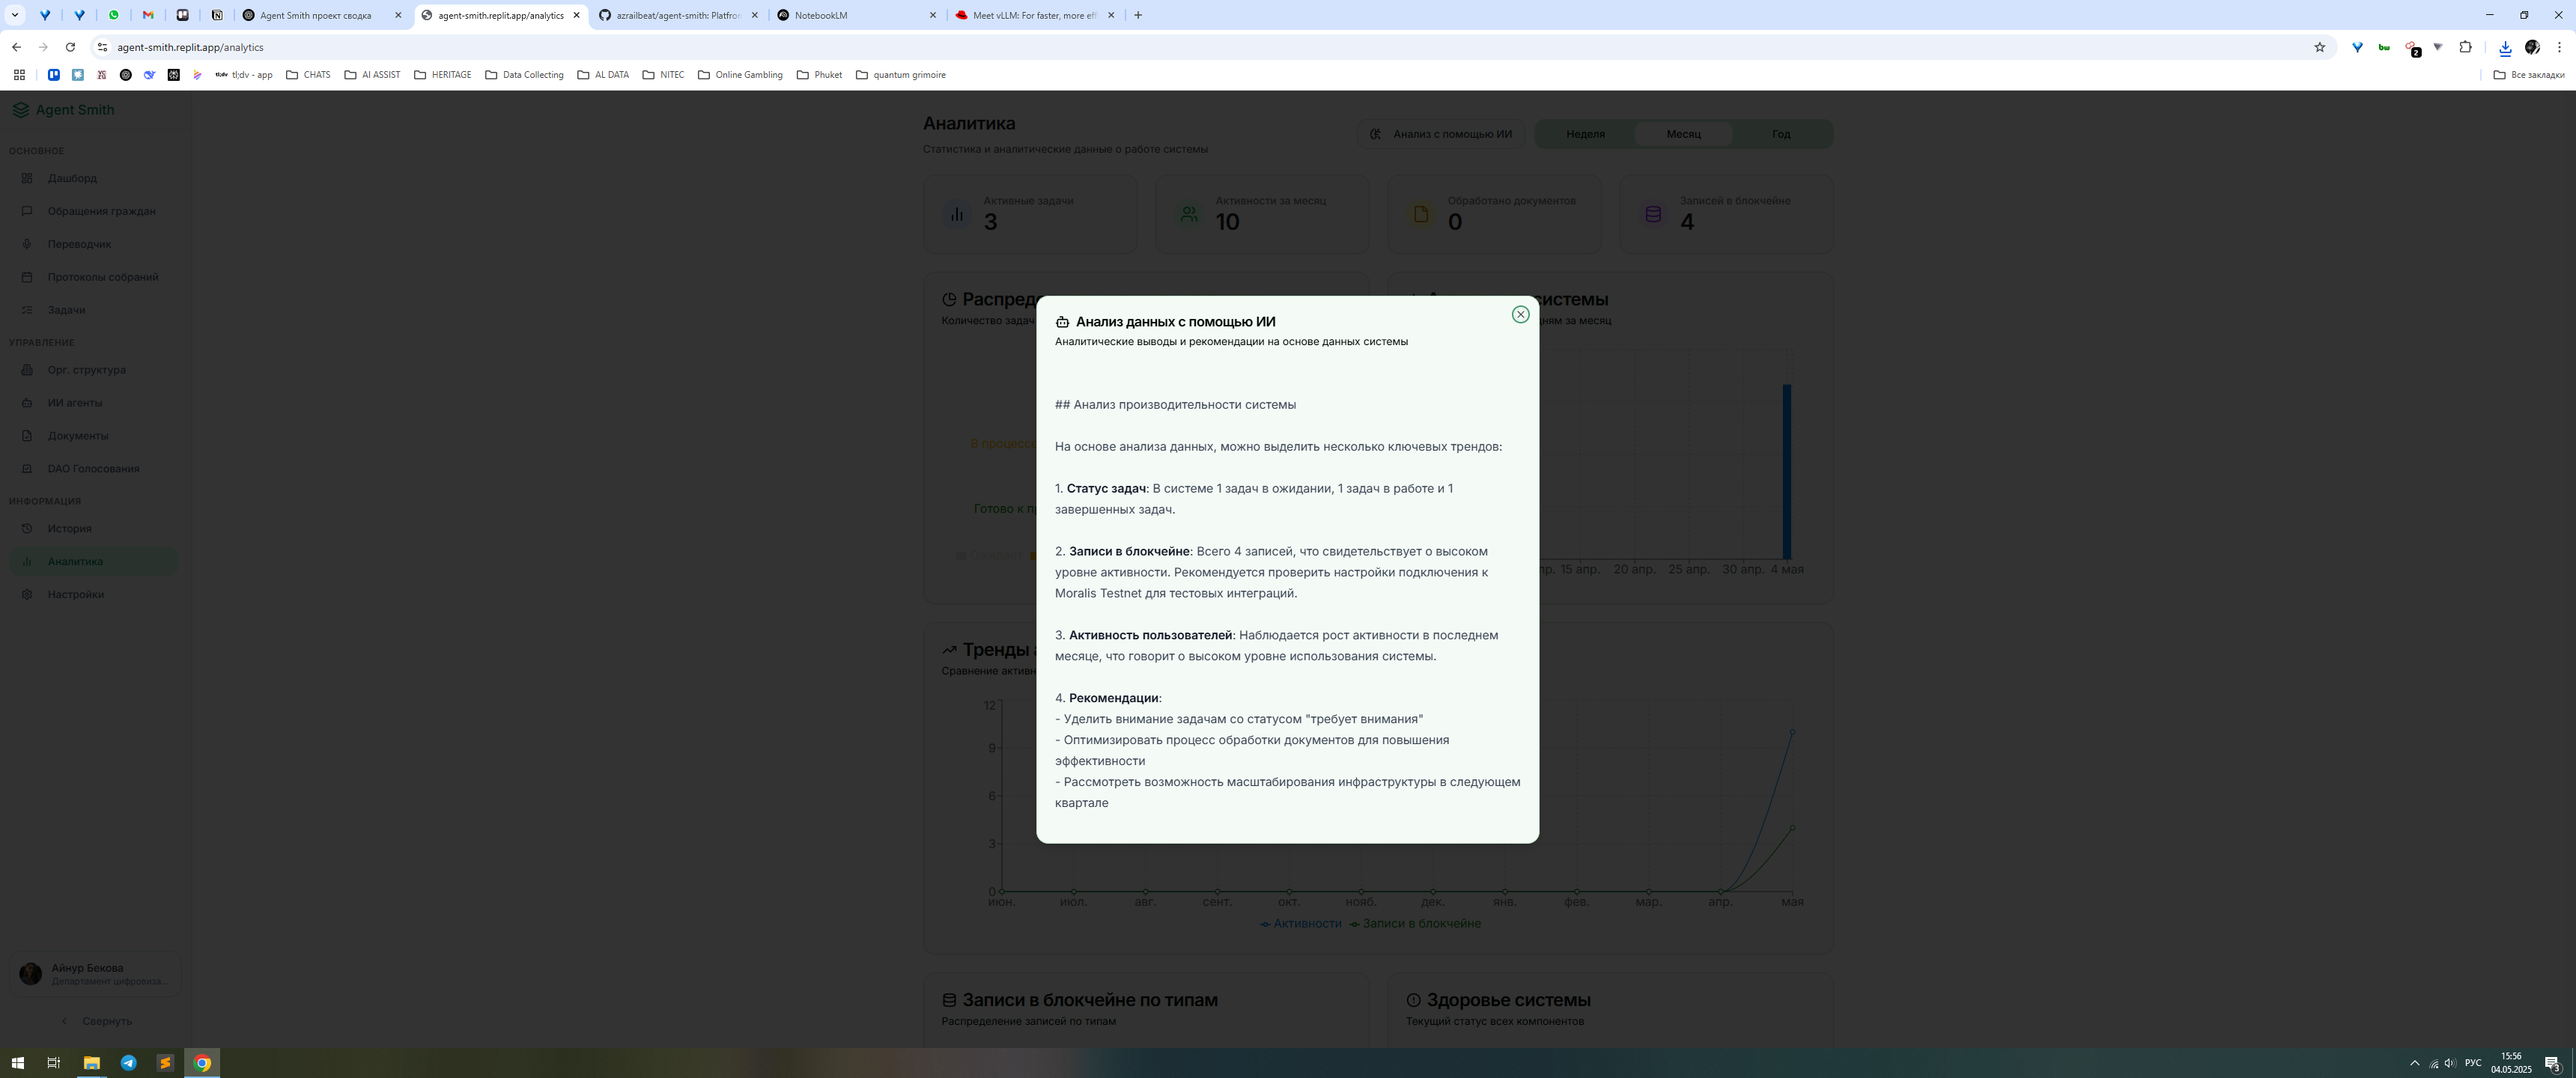 Agent Smith проект сводка
agent-smith.replit.app/analytics
azrailbeat/agent-smith: Platfron
NotebookLM
Meet vLLM: For faster, more eff
agent-smith.replit.app/analytics
tl;dv - app
CHATS
AI ASSIST
HERITAGE
Data Collecting
AL DATA
NITEC
Online Gambling
Phuket
quantum grimoire
Все закладки
Agent Smith
ОСНОВНОЕ
Дашборд
Обращения граждан
Переводчик
Протоколы собраний
Задачи
УПРАВЛЕНИЕ
Орг. структура
ИИ агенты
Документы
DAO Голосования
ИНФОРМАЦИЯ
История
Аналитика
Настройки
Айнур Бекова
Департамент цифровиза...
Свернуть
Аналитика
Статистика и аналитические данные о работе системы
Анализ с помощью ИИ
Неделя
Месяц
Год
Активные задачи
3
Активности за месяц
10
Обработано документов
0
Записей в блокчейне
4
Распред
Количество задач
системы
дням за месяц
В процессе
Готово к п
Ожидает
пр. 15 апр. 20 апр. 25 апр. 30 апр. 4 мая
Анализ данных с помощью ИИ
Аналитические выводы и рекомендации на основе данных системы
## Анализ производительности системы
На основе анализа данных, можно выделить несколько ключевых трендов:
1. Статус задач: В системе 1 задач в ожидании, 1 задач в работе и 1
завершенных задач.
2. Записи в блокчейне: Всего 4 записей, что свидетельствует о высоком
уровне активности. Рекомендуется проверить настройки подключения к
Moralis Testnet для тестовых интеграций.
3. Активность пользователей: Наблюдается рост активности в последнем
месяце, что говорит о высоком уровне использования системы.
4. Рекомендации:
- Уделить внимание задачам со статусом "требует внимания"
- Оптимизировать процесс обработки документов для повышения
эффективности
- Рассмотреть возможность масштабирования инфраструктуры в следующем
квартале
Тренды
Сравнение актив
12
9
6
3
0
июн. июл. авг. сент. окт. нояб. дек. янв. фев. мар. апр. мая
Активности Записи в блокчейне
Записи в блокчейне по типам
Распределение записей по типам
Здоровье системы
Текущий статус всех компонентов
РУС
15:56
04.05.2025